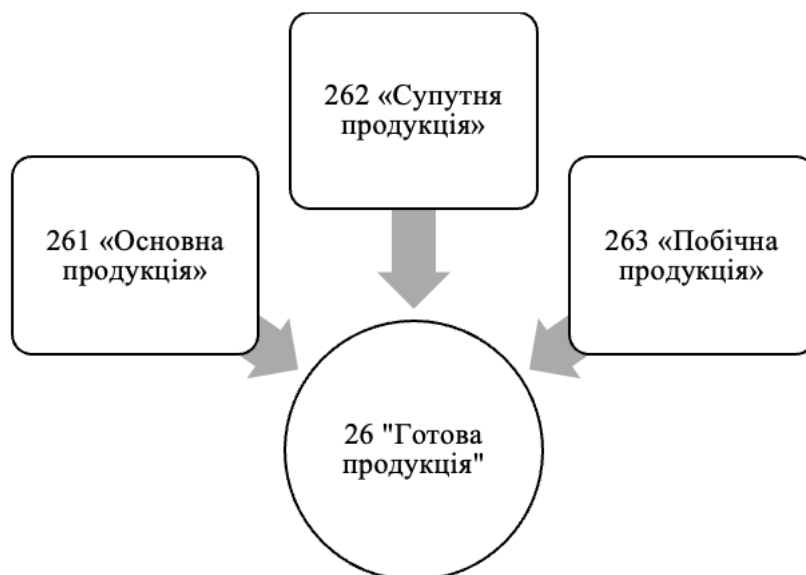 262 «Супутня
продукція»
261 «Основна
продукція»
263 «Побічна
продукція»
26 "Готова
продукція"